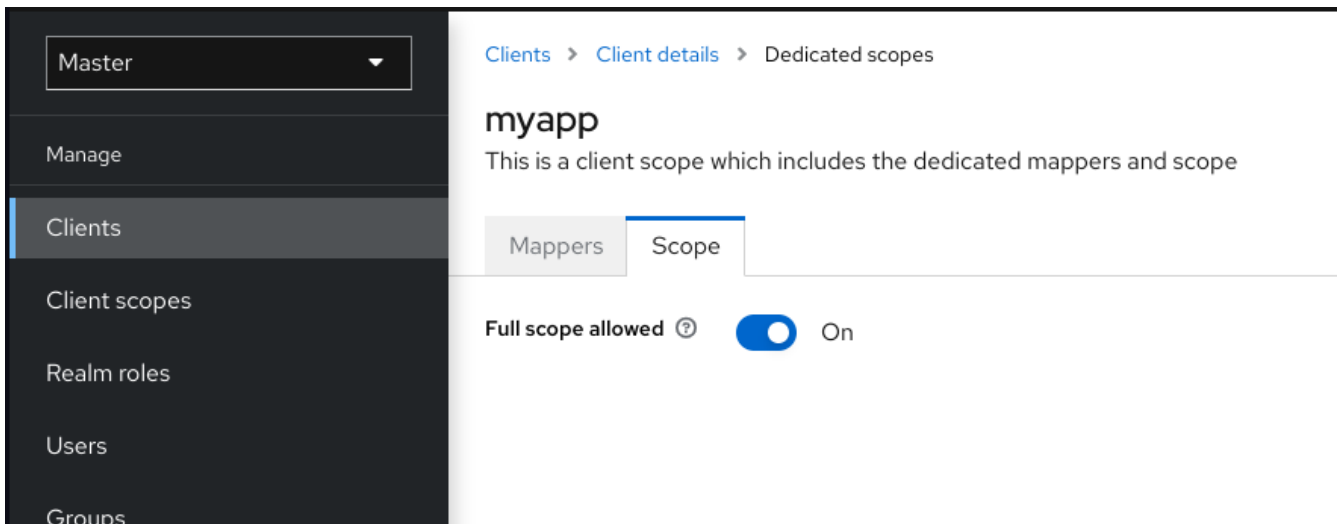 Master
Manage
Clients
Client scopes
Realm roles
Users
Groups
Clients > Client details > Dedicated scopes
myapp
This is a client scope which includes the dedicated mappers and scope
Mappers Scope
Full scope allowed ? On